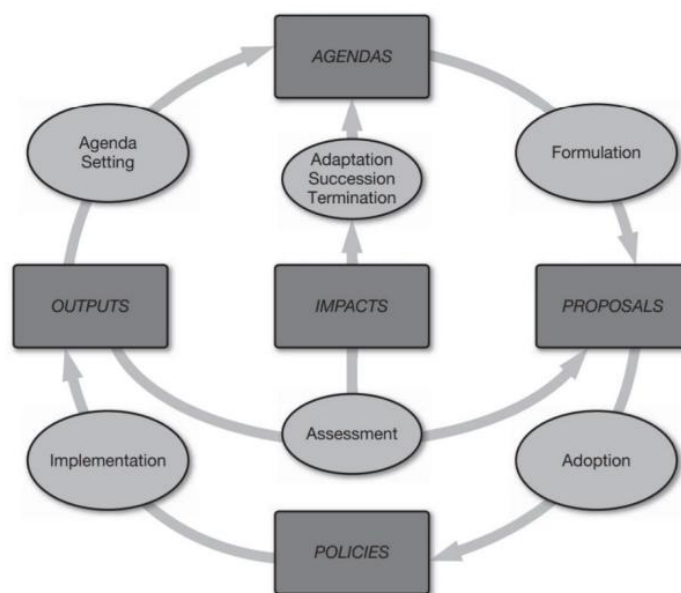 AGENDAS
Agenda
Setting
Adaptation
Succession
Termination
Formulation
OUTPUTS
IMPACTS
PROPOSALS
Implementation
Assessment
Adoption
POLICIES